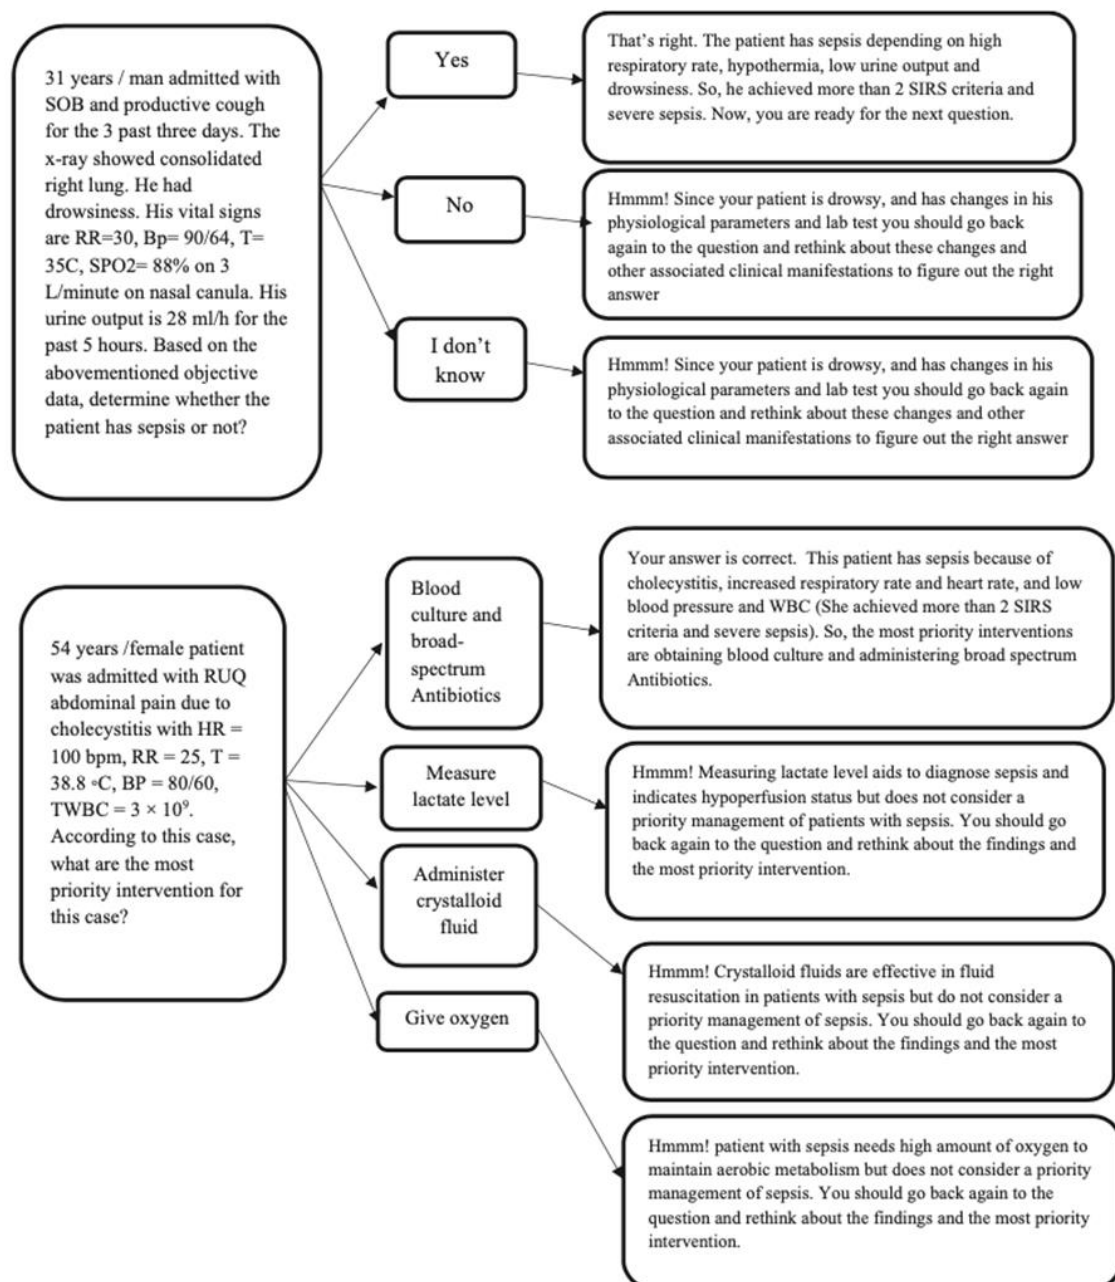 31 years / man admitted with
SOB and productive cough
for the 3 past three days. The
x-ray showed consolidated
right lung. He had
drowsiness. His vital signs
are RR=30, Bp= 90/64, T=
35C, SPO2= 88% on 3
L/minute on nasal canula. His
urine output is 28 ml/h for the
past 5 hours. Based on the
abovementioned objective
data, determine whether the
patient has sepsis or not?
Yes
That's right. The patient has sepsis depending on high
respiratory rate, hypothermia, low urine output and
drowsiness. So, he achieved more than 2 SIRS criteria and
severe sepsis. Now, you are ready for the next question.
No
Hmmm! Since your patient is drowsy, and has changes in his
physiological parameters and lab test you should go back
again to the question and rethink about these changes and
other associated clinical manifestations to figure out the right
answer
I don't
know
Hmmm! Since your patient is drowsy, and has changes in his
physiological parameters and lab test you should go back again
to the question and rethink about these changes and other
associated clinical manifestations to figure out the right answer
54 years /female patient
was admitted with RUQ
abdominal pain due to
cholecystitis with HR =
100 bpm, RR = 25, T =
38.8 °C, BP = 80/60,
TWBC = 3 × 10⁹.
According to this case,
what are the most
priority intervention for
this case?
Blood
culture and
broad-
spectrum
Antibiotics
Your answer is correct.  This patient has sepsis because of
cholecystitis, increased respiratory rate and heart rate, and low
blood pressure and WBC (She achieved more than 2 SIRS
criteria and severe sepsis). So, the most priority interventions
are obtaining blood culture and administering broad spectrum
Antibiotics.
Measure
lactate level
Hmmm! Measuring lactate level aids to diagnose sepsis and
indicates hypoperfusion status but does not consider a
priority management of patients with sepsis. You should go
back again to the question and rethink about the findings and
the most priority intervention.
Administer
crystalloid
fluid
Hmmm! Crystalloid fluids are effective in fluid
resuscitation in patients with sepsis but do not consider a
priority management of sepsis. You should go back again to
the question and rethink about the findings and the most
priority intervention.
Give oxygen
Hmmm! patient with sepsis needs high amount of oxygen to
maintain aerobic metabolism but does not consider a priority
management of sepsis. You should go back again to the
question and rethink about the findings and the most priority
intervention.